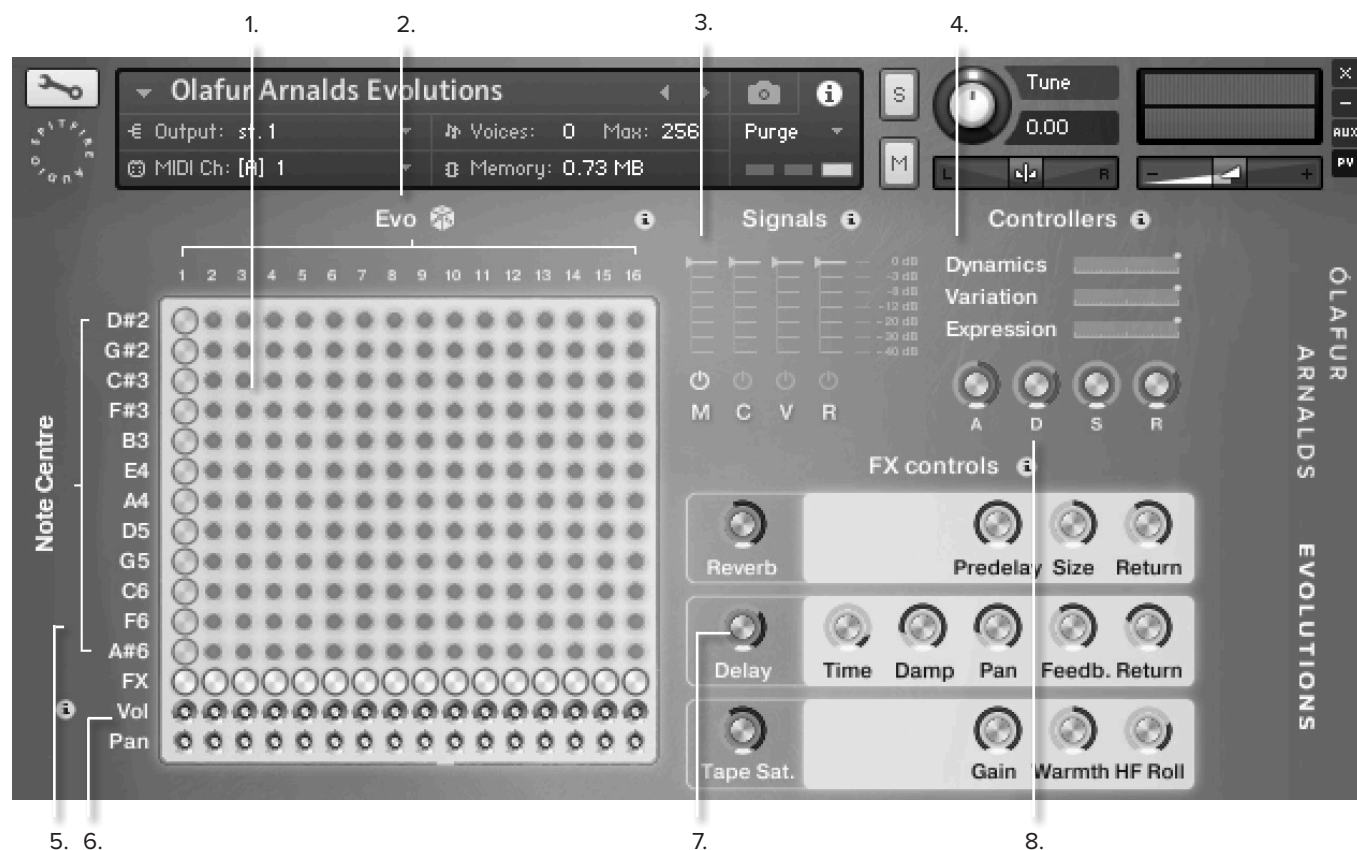 1. 2. 3. 4.
Olafur Arnalds Evolutions
Output: st. 1
Voices: 0 Max: 256
Purge
MIDI Ch: [A] 1
Memory: 0.73 MB
SPITFIRE AUDIO
S
M
Tune
0.00
L R
- +
×
-
AUX
PV
Evo
1 2 3 4 5 6 7 8 9 10 11 12 13 14 15 16
Note Centre
D#2
G#2
C#3
F#3
B3
E4
A4
D5
G5
C6
F6
A#6
FX
Vol
Pan
Signals
0 dB
-3 dB
-12 dB
-20 dB
-30 dB
-40 dB
M C V R
Controllers
Dynamics
Variation
Expression
A D S R
FX controls
Reverb Predelay Size Return
Delay Time Damp Pan Feedb. Return
Tape Sat. Gain Warmth HF Roll
ÓLAFUR
ARNALDS
EVOLUTIONS
5. 6. 7. 8.